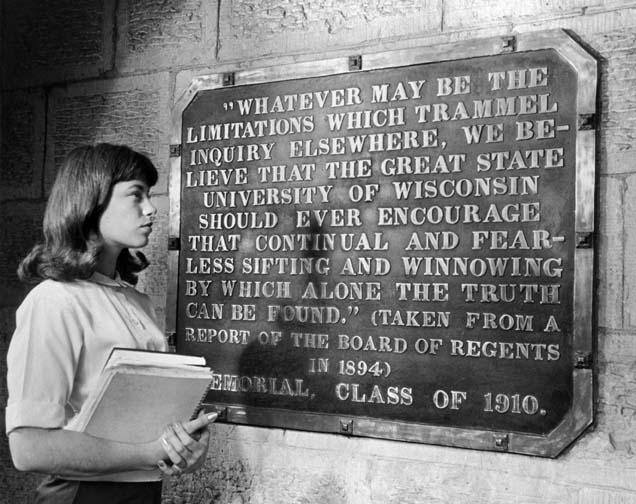 "WHATEVER MAY BE THE
LIMITATIONS WHICH TRAMMEL
INQUIRY ELSEWHERE, WE BE-
LIEVE THAT THE GREAT STATE
UNIVERSITY OF WISCONSIN
SHOULD EVER ENCOURAGE
THAT CONTINUAL AND FEAR-
LESS SIFTING AND WINNOWING
BY WHICH ALONE THE TRUTH
CAN BE FOUND." (TAKEN FROM A
REPORT OF THE BOARD OF REGENTS
IN 1894)
MEMORIAL, CLASS OF 1910.